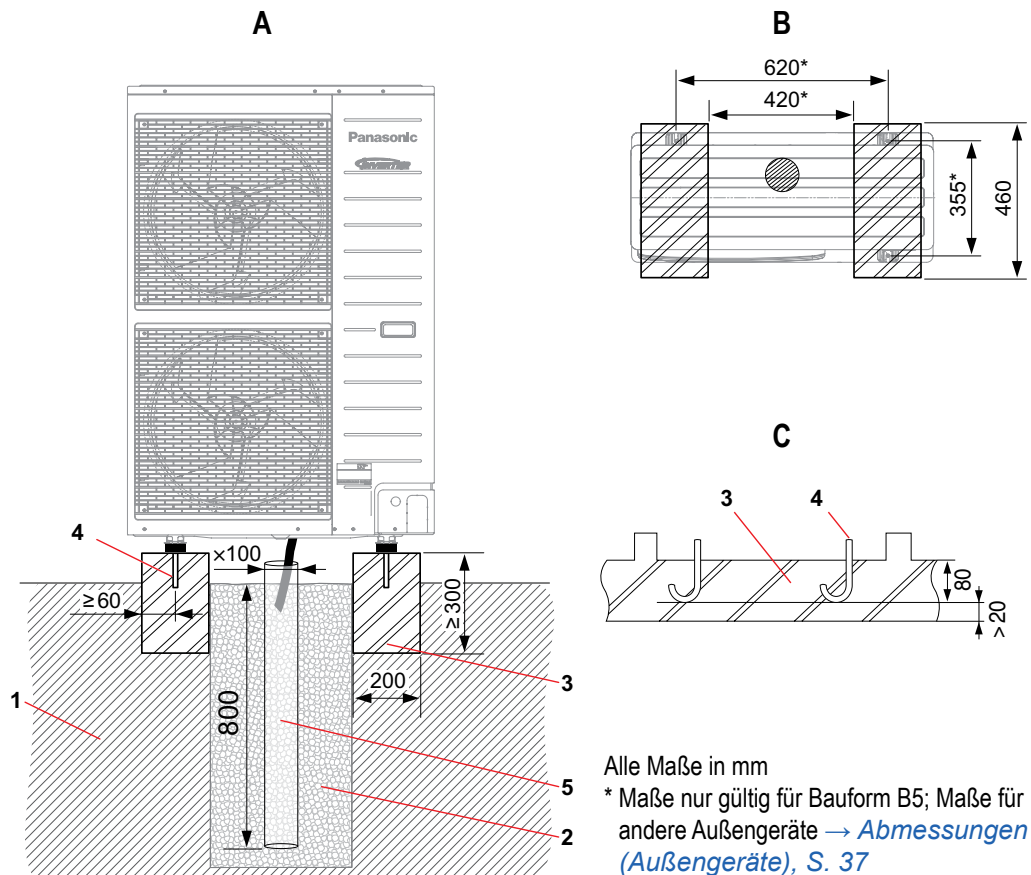 A
B
620*
420*
Panasonic
INVERTER
355*
460
C
3
4
4
×100
≥60
≥300
80
>20
3
200
1
800
5
2
Alle Maße in mm
* Maße nur gültig für Bauform B5; Maße für
andere Außengeräte → Abmessungen
(Außengeräte), S. 37